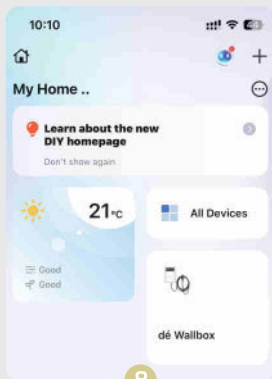 10:10
44
My Home ..
Learn about the new
DIY homepage
Don't show again
21°C
All Devices
Good
Good
dé Wallbox